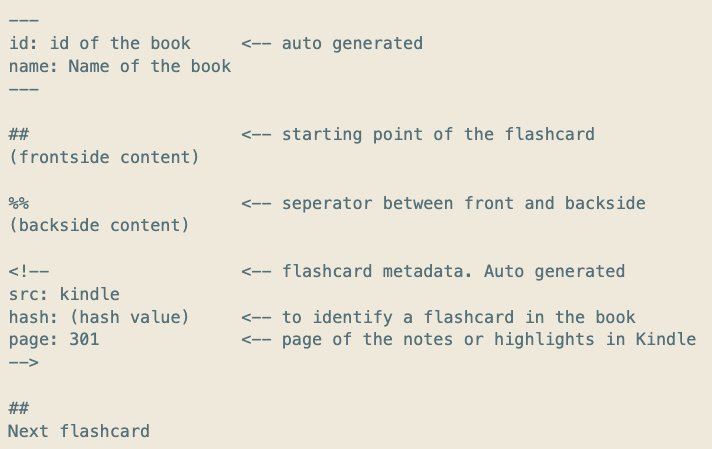 ---
id: id of the book     <-- auto generated
name: Name of the book
---
##                     <-- starting point of the flashcard
(frontside content)
%%                     <-- seperator between front and backside
(backside content)
<!--                   <-- flashcard metadata. Auto generated
src: kindle
hash: (hash value)     <-- to identify a flashcard in the book
page: 301              <-- page of the notes or highlights in Kindle
-->
##
Next flashcard